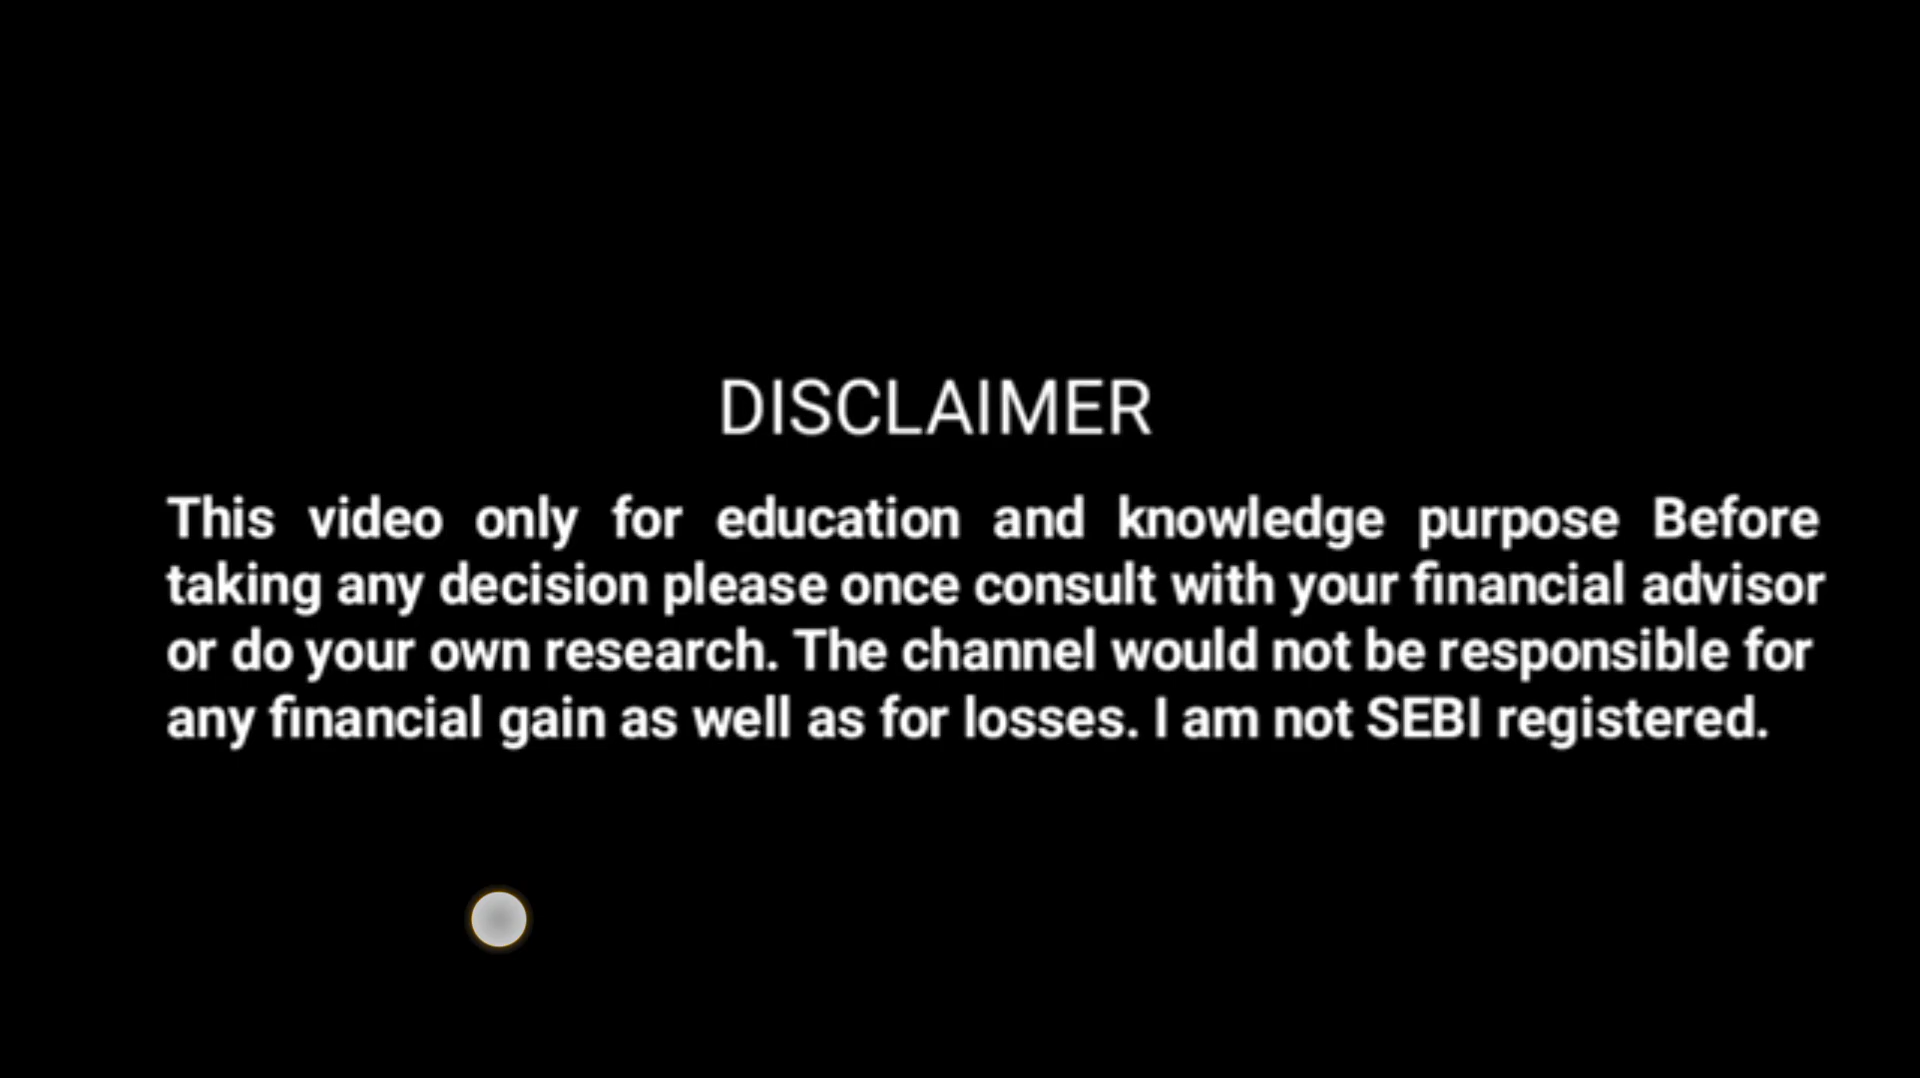 DISCLAIMER
This video only for education and knowledge purpose Before
taking any decision please once consult with your financial advisor
or do your own research. The channel would not be responsible for
any financial gain as well as for losses. I am not SEBI registered.